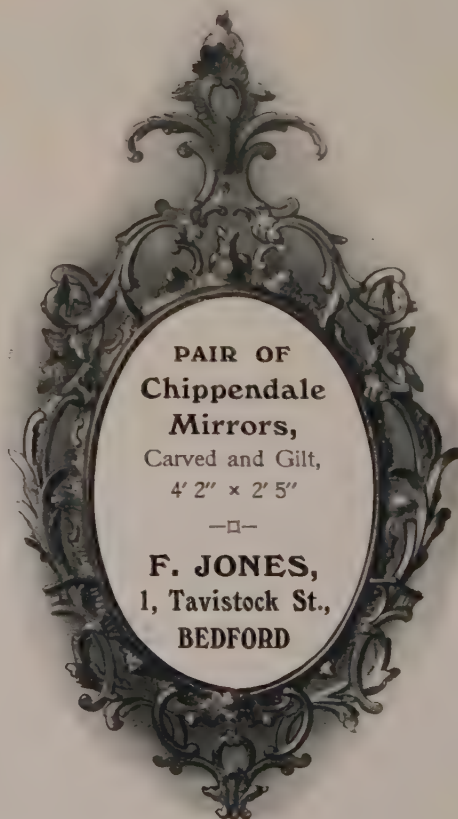 PAIR OF
Chippendale
Mirrors,
Carved and Gilt,
4' 2" × 2' 5"
F. JONES,
1, Tavistock St.,
BEDFORD